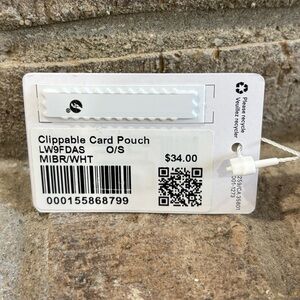 Clippable Card Pouch
LW9FDAS O/S
MIBR/WHT $34.00
000155868799
Please recycle
Veuillez recycler